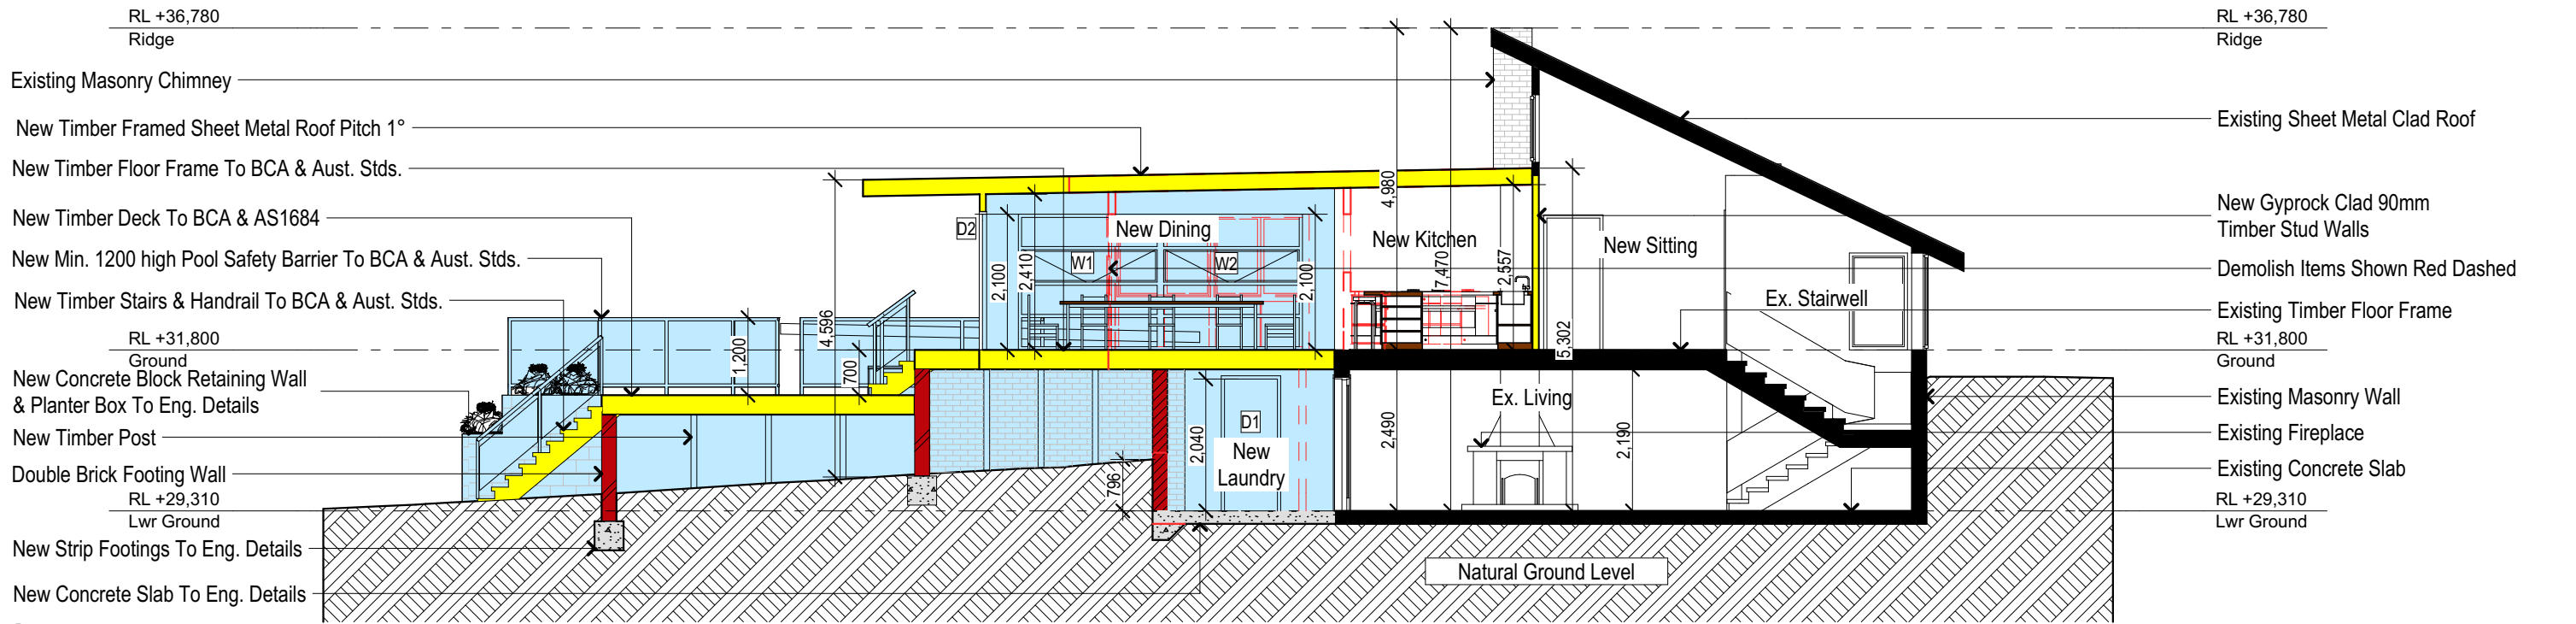 RL +36,780
Ridge
Existing Masonry Chimney
New Timber Framed Sheet Metal Roof Pitch 1°
New Timber Floor Frame To BCA & Aust. Stds.
New Timber Deck To BCA & AS1684
New Min. 1200 high Pool Safety Barrier To BCA & Aust. Stds.
New Timber Stairs & Handrail To BCA & Aust. Stds.
RL +31,800
Ground
New Concrete Block Retaining Wall
& Planter Box To Eng. Details
New Timber Post
Double Brick Footing Wall
RL +29,310
Lwr Ground
New Strip Footings To Eng. Details
New Concrete Slab To Eng. Details
1,200
4,596
700
D2
2,100
2,410
W1
New Dining
W2
2,100
New Kitchen
4,980
7,470
2,557
5,302
New Sitting
Ex. Stairwell
796
2,040
D1
New
Laundry
2,490
Ex. Living
2,190
Natural Ground Level
RL +36,780
Ridge
Existing Sheet Metal Clad Roof
New Gyprock Clad 90mm
Timber Stud Walls
Demolish Items Shown Red Dashed
Existing Timber Floor Frame
RL +31,800
Ground
Existing Masonry Wall
Existing Fireplace
Existing Concrete Slab
RL +29,310
Lwr Ground